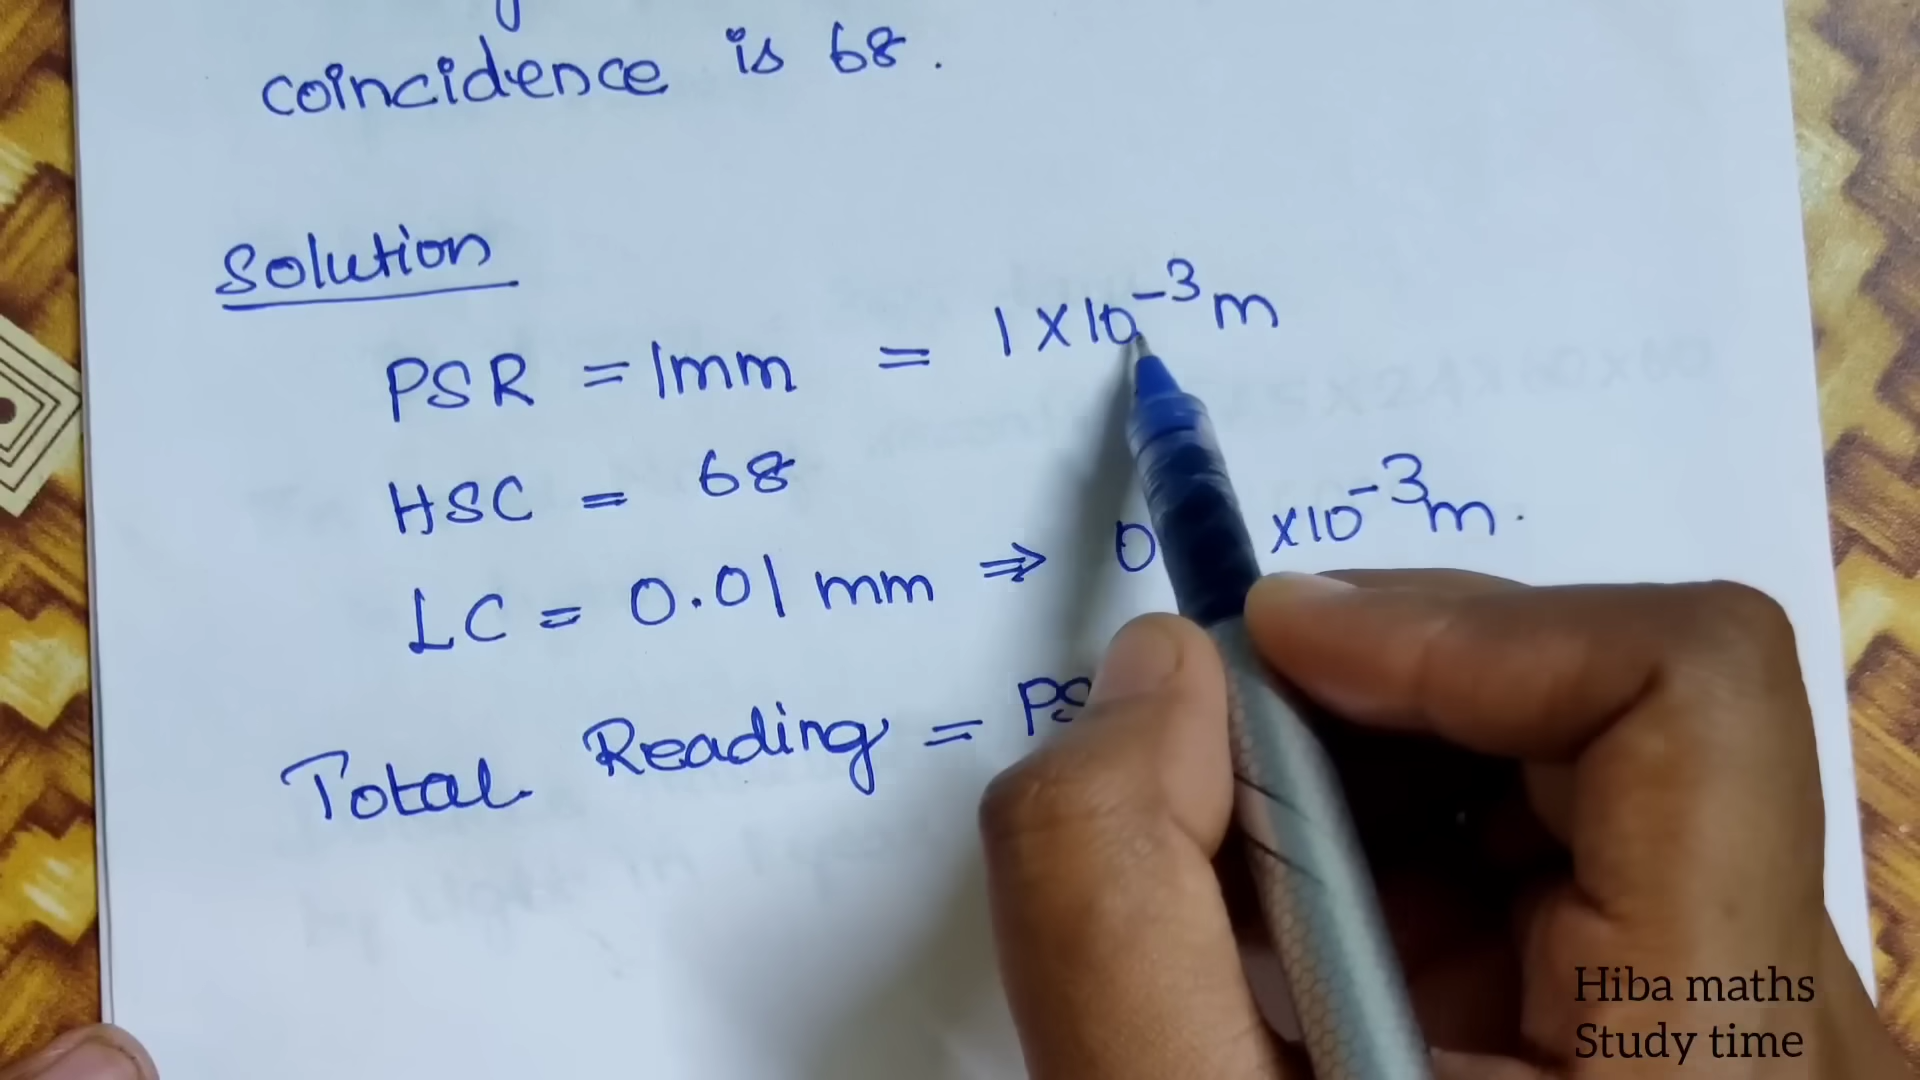 coincidence is 68.
Solution
PSR = 1mm = 1 X 10⁻³ m
HSC = 68
LC = 0.01 mm ⇒ 0 x10⁻³ m.
Total Reading = PS
Hiba maths
Study time